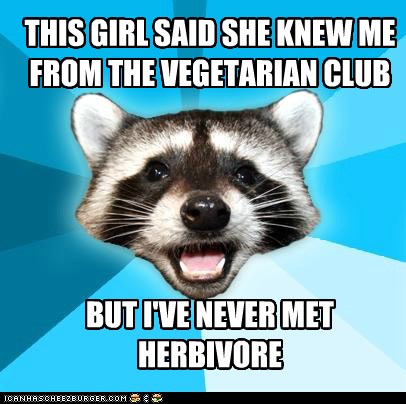 THIS GIRL SAID SHE KNEW ME
FROM THE VEGETARIAN CLUB
BUT I'VE NEVER MET
HERBIVORE
ICANHASCHEEZBURGER.COM